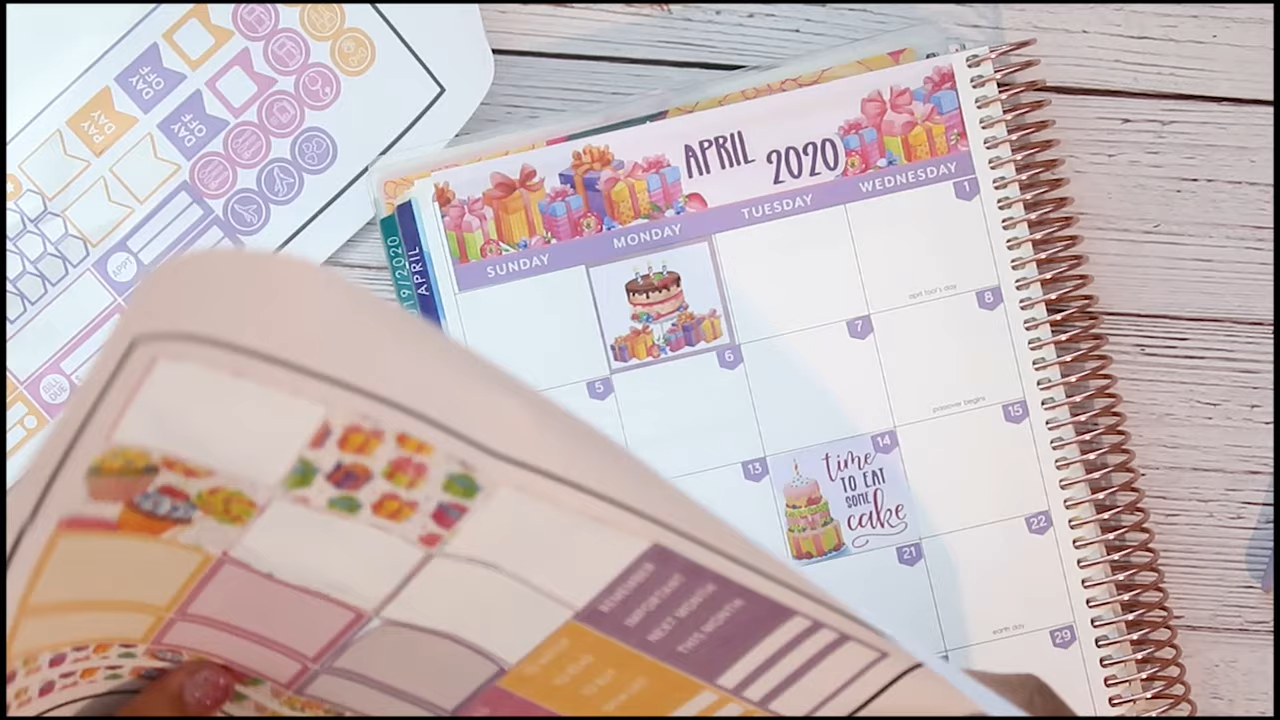 DAY OFF
PAY DAY
DAY OFF
APPT
BILL DUE
APRIL 2020
SUNDAY MONDAY TUESDAY WEDNESDAY
APRIL
1
april fool's day
5 6 7 8
passover begins
13 14 15
time
TO EAT
SOME
cake
21 22
earth day
29
REMEMBER
IMPORTANT
NEXT MONTH
THIS MONTH